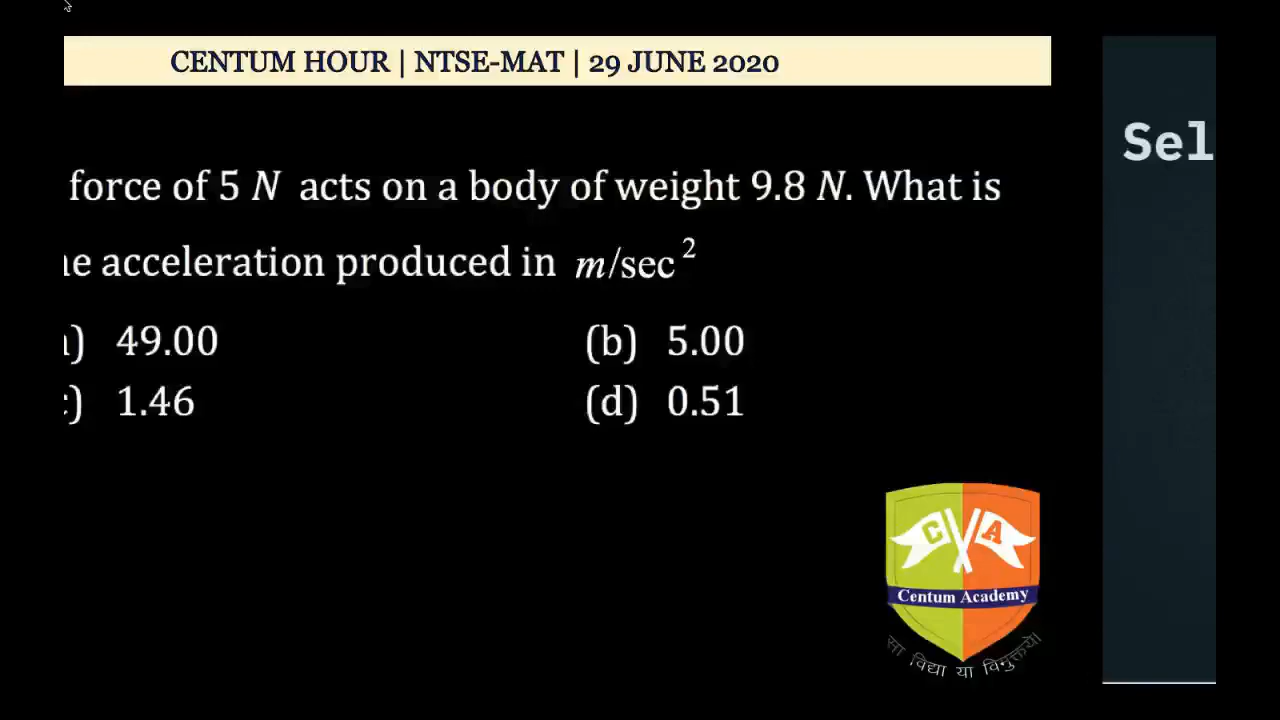 CENTUM HOUR | NTSE-MAT | 29 JUNE 2020
Sel
force of 5 N acts on a body of weight 9.8 N. What is
acceleration produced in m/sec²
49.00 (b) 5.00
1.46 (d) 0.51
C A
Centum Academy
सा विद्या या विमुक्तये